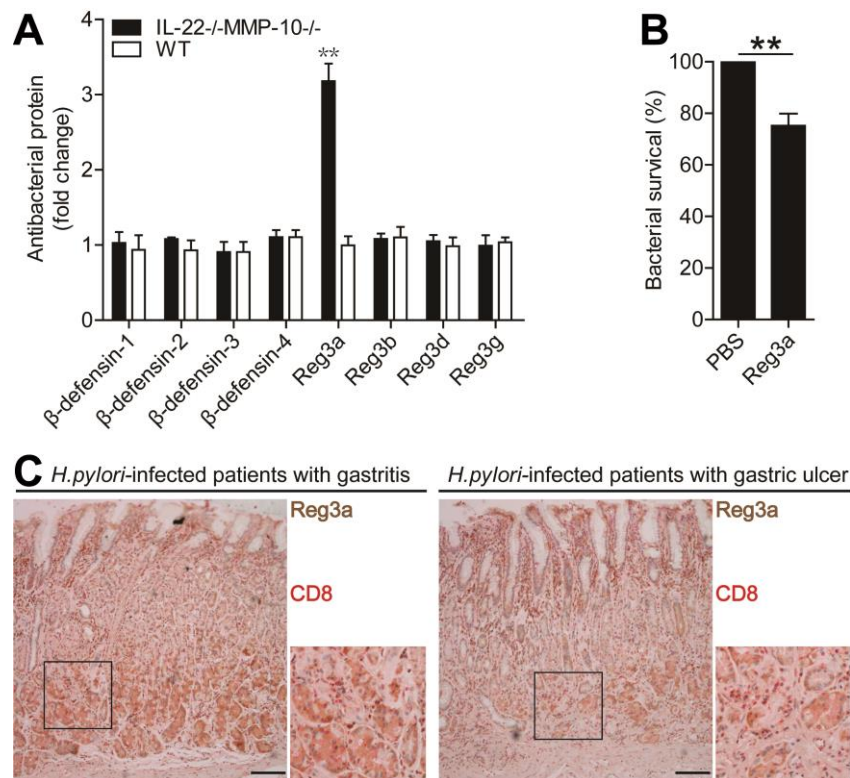 A
IL-22-/-MMP-10-/-
WT
Antibacterial protein
(fold change)
4
3
2
1
0
**
β-defensin-1
β-defensin-2
β-defensin-3
β-defensin-4
Reg3a
Reg3b
Reg3d
Reg3g
B
**
Bacterial survical (%)
100
80
60
40
20
0
PBS
Reg3a
C
H.pylori-infected patients with gastritis
Reg3a
CD8
H.pylori-infected patients with gastric ulcer
Reg3a
CD8